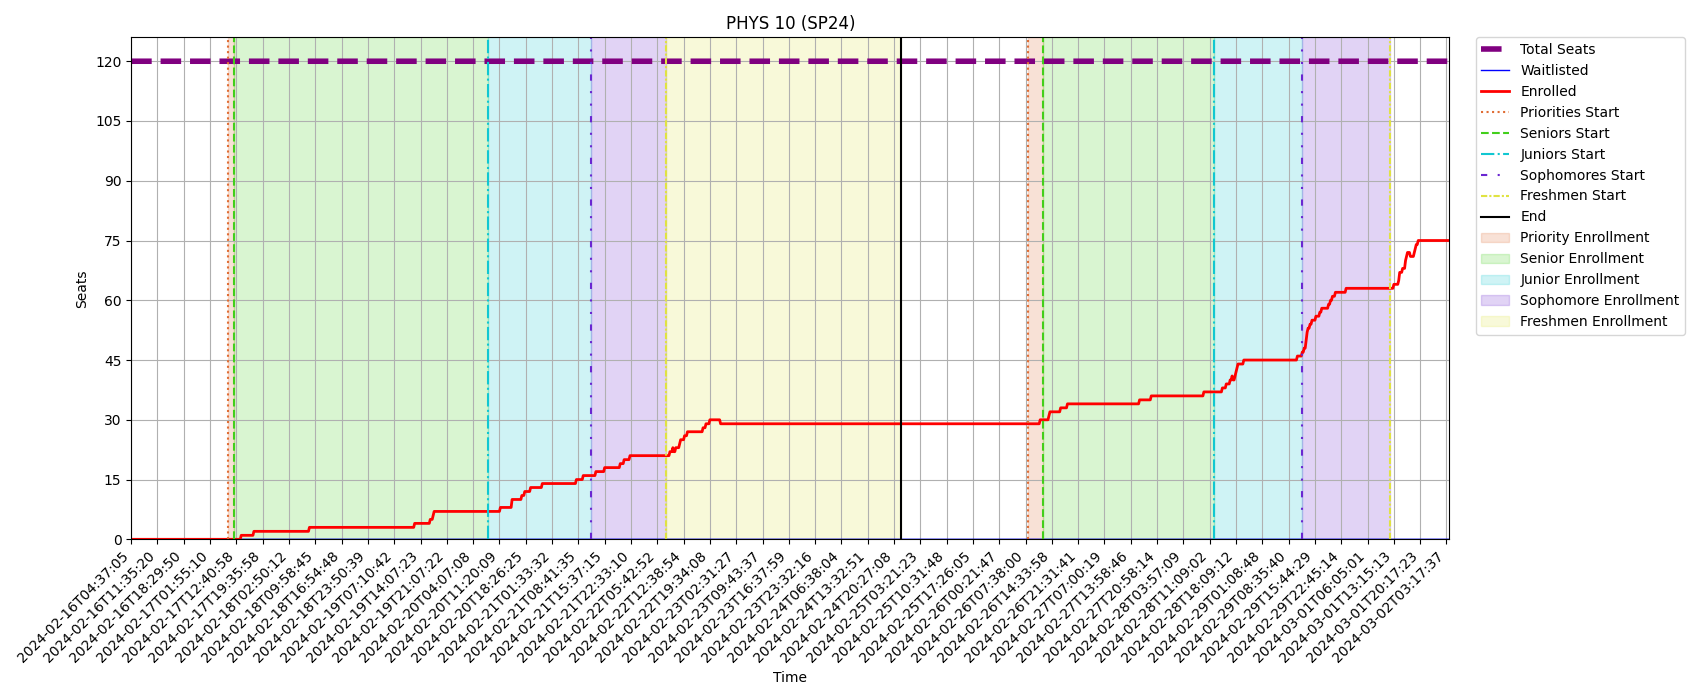 PHYS 10 (SP24)
Total Seats
Waitlisted
Enrolled
Priorities Start
Seniors Start
Juniors Start
Sophomores Start
Freshmen Start
End
Priority Enrollment
Senior Enrollment
Junior Enrollment
Sophomore Enrollment
Freshmen Enrollment
Seats
120
105
90
75
60
45
30
15
0
2024-02-16T04:37:05
2024-02-16T11:35:20
2024-02-16T18:29:50
2024-02-17T01:55:10
2024-02-17T12:40:58
2024-02-17T19:35:58
2024-02-18T02:50:12
2024-02-18T09:58:45
2024-02-18T16:54:48
2024-02-18T23:50:39
2024-02-19T07:10:42
2024-02-19T14:07:23
2024-02-19T21:07:22
2024-02-20T04:07:08
2024-02-20T11:20:09
2024-02-20T18:26:25
2024-02-21T01:33:32
2024-02-21T08:41:35
2024-02-21T15:37:15
2024-02-21T22:33:10
2024-02-22T05:42:52
2024-02-22T12:38:54
2024-02-22T19:34:08
2024-02-23T02:31:27
2024-02-23T09:43:37
2024-02-23T16:37:59
2024-02-23T23:32:16
2024-02-24T06:38:04
2024-02-24T13:32:51
2024-02-24T20:27:08
2024-02-25T03:21:23
2024-02-25T10:31:48
2024-02-25T17:26:05
2024-02-26T00:21:47
2024-02-26T07:38:00
2024-02-26T14:33:58
2024-02-26T21:31:41
2024-02-27T07:00:19
2024-02-27T13:58:46
2024-02-27T20:58:14
2024-02-28T03:57:09
2024-02-28T11:09:02
2024-02-28T18:09:12
2024-02-29T01:08:48
2024-02-29T08:35:40
2024-02-29T15:44:29
2024-02-29T22:45:14
2024-03-01T06:05:01
2024-03-01T13:15:13
2024-03-01T20:17:23
2024-03-02T03:17:37
Time